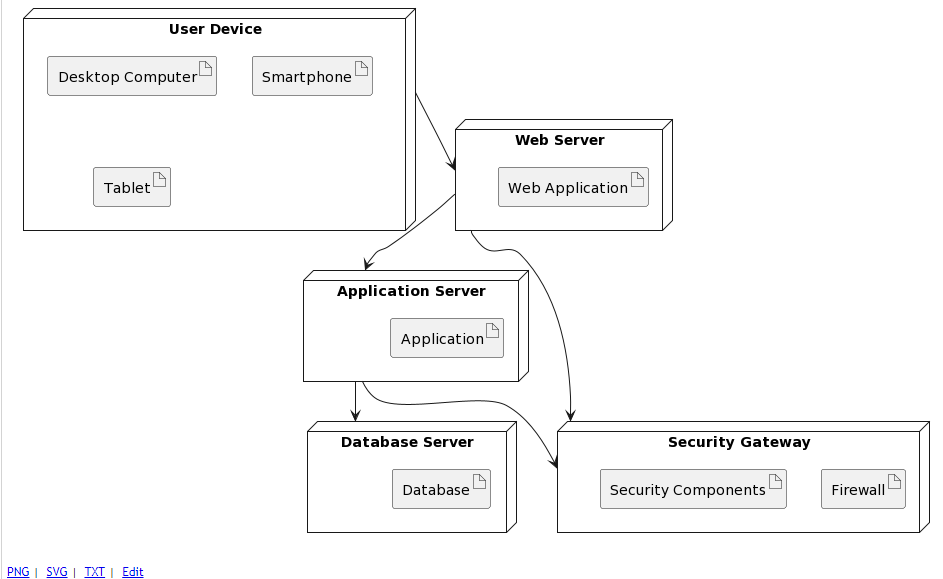 User Device
Desktop Computer
Smartphone
Tablet
Web Server
Web Application
Application Server
Application
Database Server
Database
Security Gateway
Security Components
Firewall
PNG | SVG | TXT | Edit